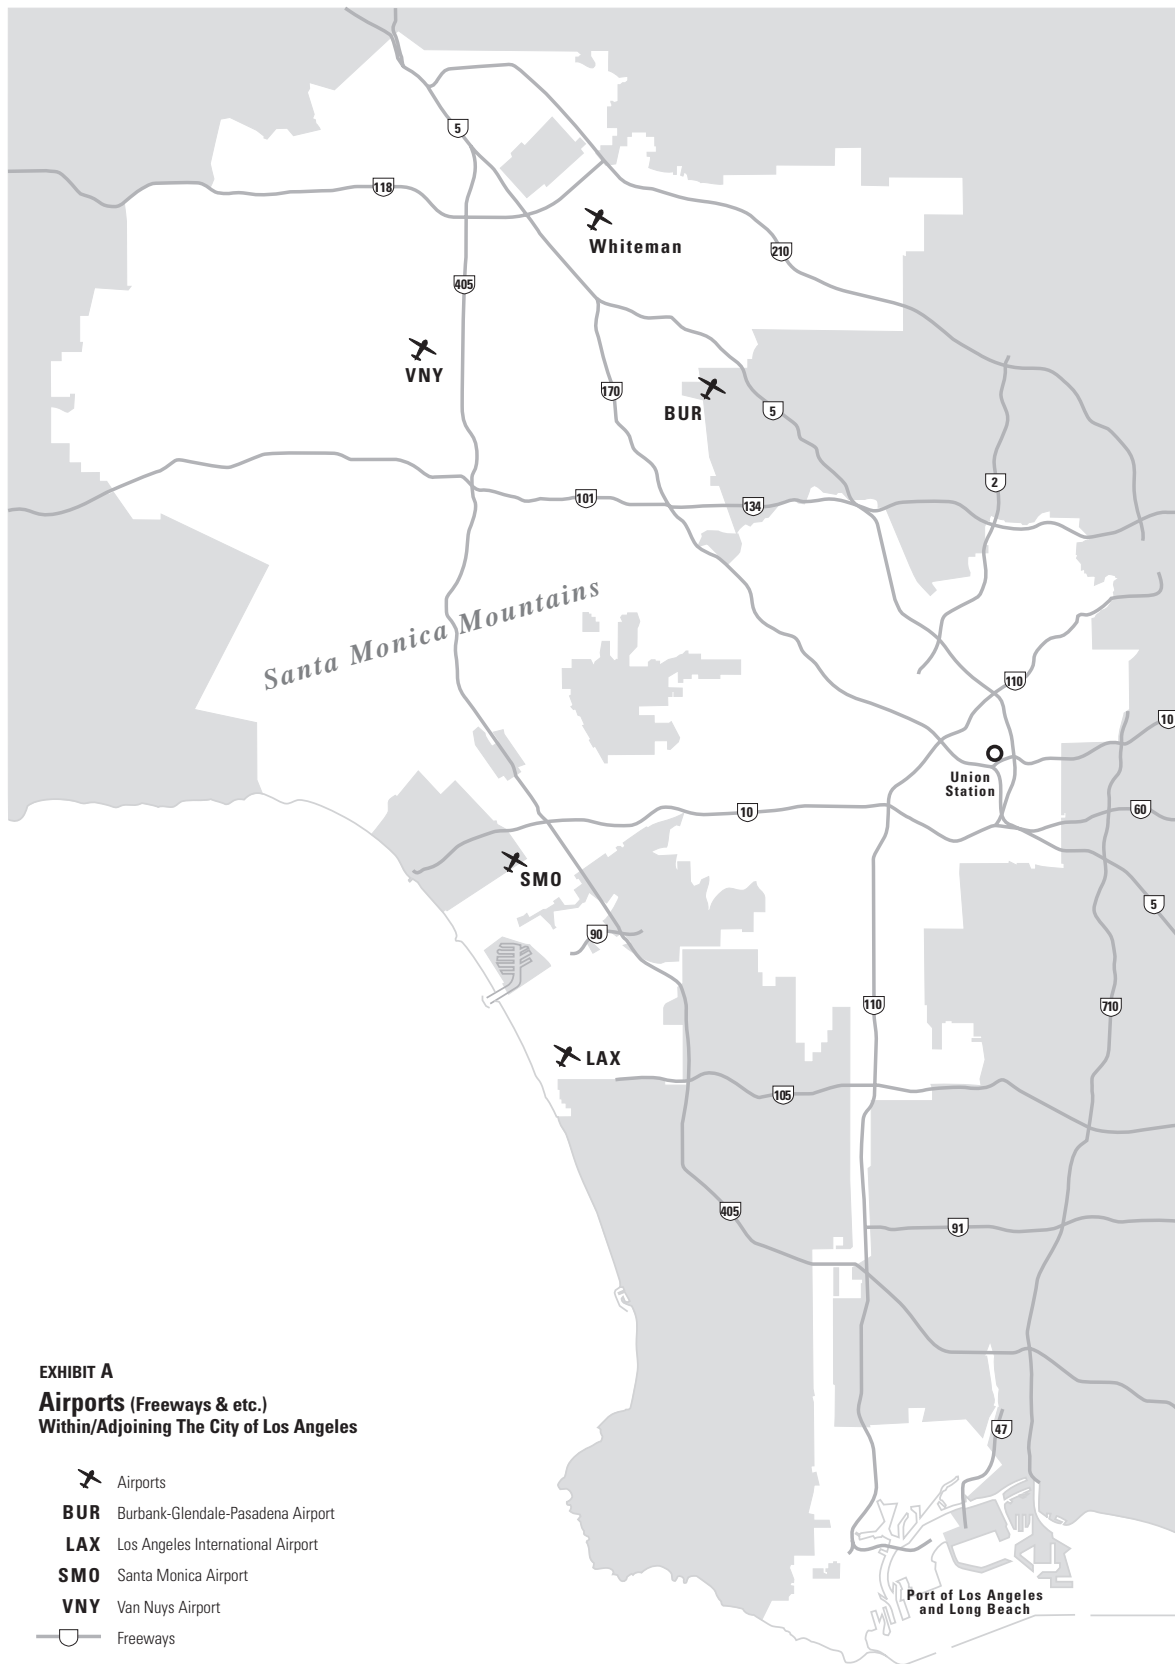 5
118
Whiteman
210
405
VNY
170
BUR
5
2
101
134
Santa Monica Mountains
110
10
Union
Station
10
60
SMO
5
90
110
710
LAX
105
405
91
EXHIBIT A
Airports (Freeways & etc.)
Within/Adjoining The City of Los Angeles
47
Airports
BUR Burbank-Glendale-Pasadena Airport
LAX Los Angeles International Airport
SMO Santa Monica Airport
VNY Van Nuys Airport
Freeways
Port of Los Angeles
and Long Beach